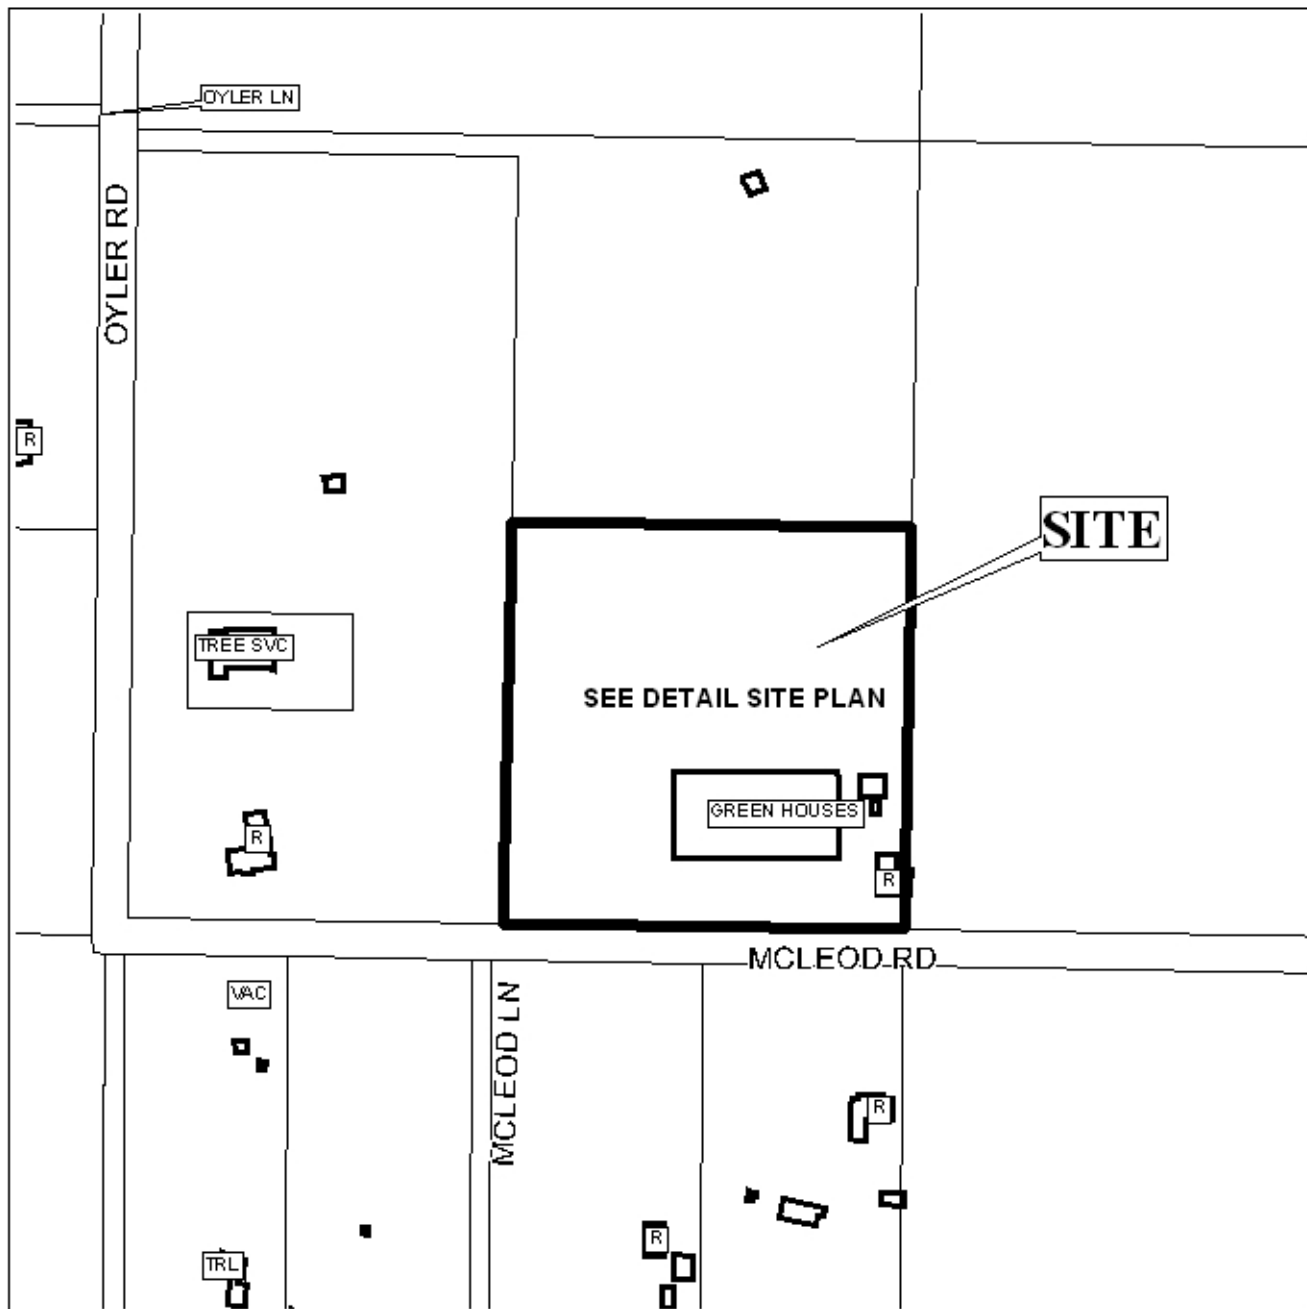 OYLER LN
OYLER RD
R
SITE
TREE SVC
SEE DETAIL SITE PLAN
GREEN HOUSES
R
R
MCLEOD RD
VAC
MCLEOD LN
R
R
TRL